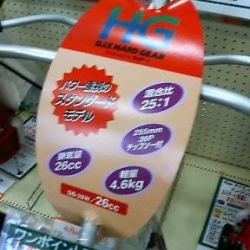 HG
D.I.Y. HARD GEAR
パワー重視の
スタンダード
モデル
混合比
25:1
255mm
36P
チップソー付
排気量
26cc
軽量
4.6kg
26cc
ワンポイント